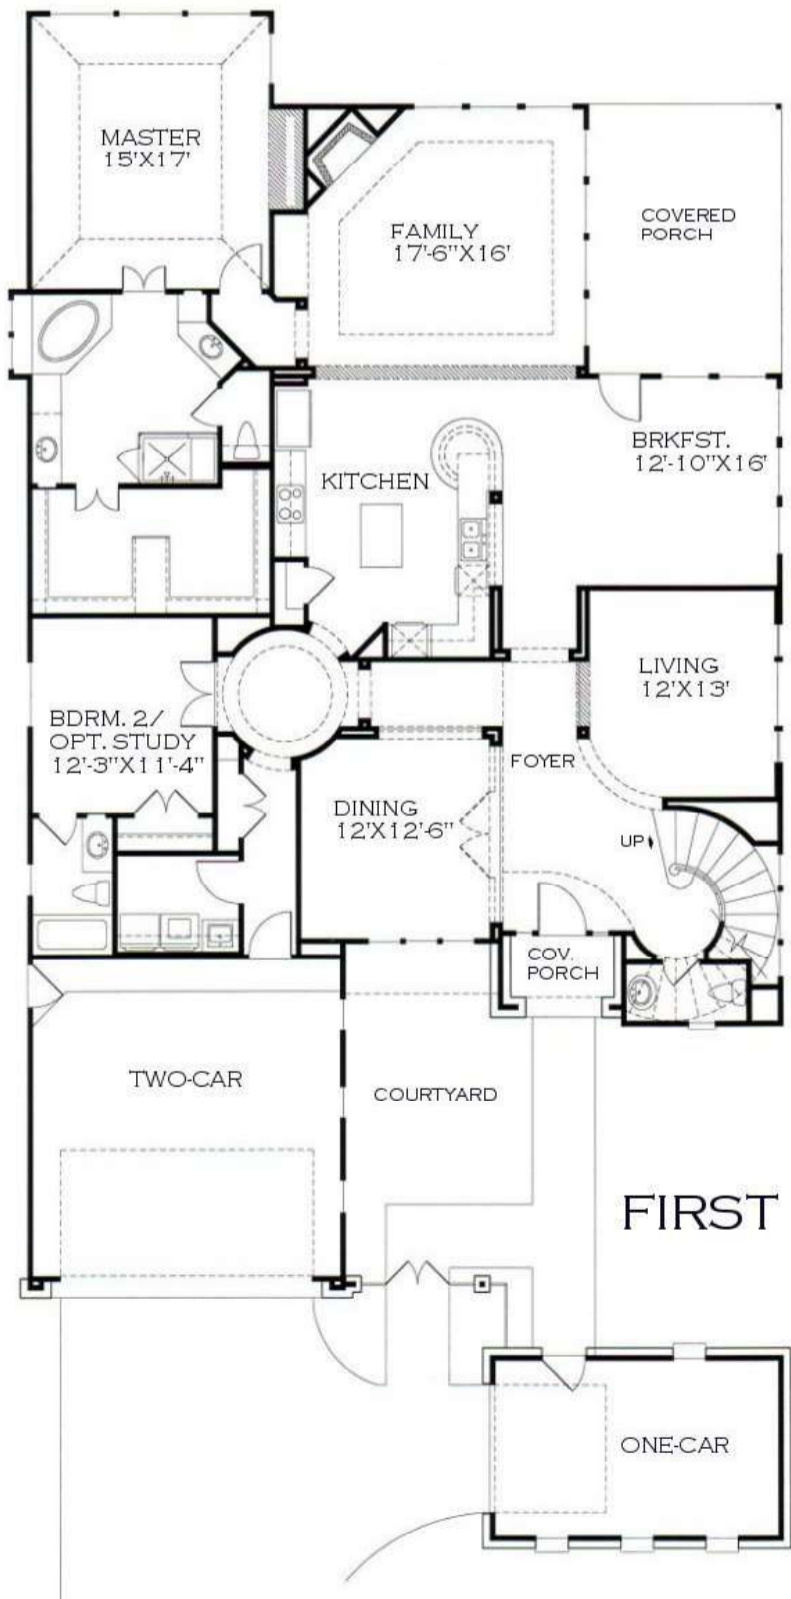 MASTER
15'X17'
FAMILY
17'-6"X16'
COVERED
PORCH
BRKFST.
12'-10"X16'
KITCHEN
LIVING
12'X13'
BDRM. 2/
OPT. STUDY
12'-3"X11'-4"
FOYER
DINING
12'X12'-6"
UP
COV.
PORCH
TWO-CAR
COURTYARD
FIRST
ONE-CAR